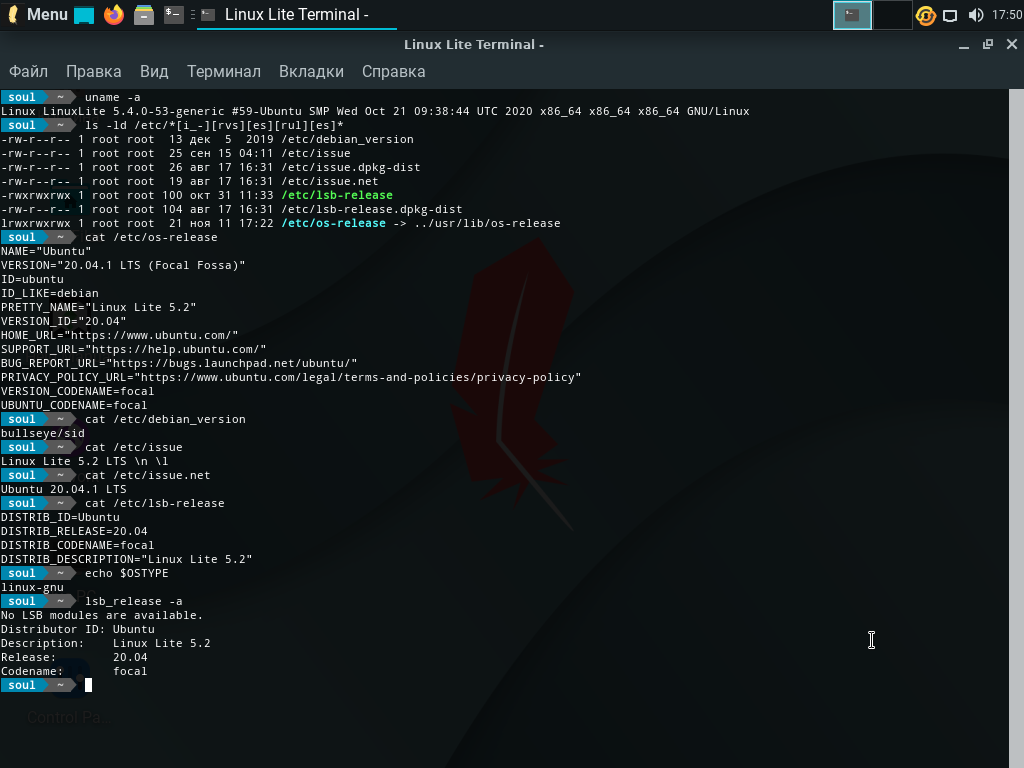 Menu
Linux Lite Terminal -
17:50
Linux Lite Terminal -
Файл Правка Вид Терминал Вкладки Справка
soul ~ uname -a
Linux LinuxLite 5.4.0-53-generic #59-Ubuntu SMP Wed Oct 21 09:38:44 UTC 2020 x86_64 x86_64 x86_64 GNU/Linux
soul ~ ls -ld /etc/*[i_-][rvs][es][rul][es]*
-rw-r--r-- 1 root root  13 дек  5  2019 /etc/debian_version
-rw-r--r-- 1 root root  25 сен 15 04:11 /etc/issue
-rw-r--r-- 1 root root  26 авг 17 16:31 /etc/issue.dpkg-dist
-rw-r--r-- 1 root root  19 авг 17 16:31 /etc/issue.net
-rwxrwxrwx 1 root root 100 окт 31 11:33 /etc/lsb-release
-rw-r--r-- 1 root root 104 авг 17 16:31 /etc/lsb-release.dpkg-dist
lrwxrwxrwx 1 root root  21 ноя 11 17:22 /etc/os-release -> ../usr/lib/os-release
soul ~ cat /etc/os-release
NAME="Ubuntu"
VERSION="20.04.1 LTS (Focal Fossa)"
ID=ubuntu
ID_LIKE=debian
PRETTY_NAME="Linux Lite 5.2"
VERSION_ID="20.04"
HOME_URL="https://www.ubuntu.com/"
SUPPORT_URL="https://help.ubuntu.com/"
BUG_REPORT_URL="https://bugs.launchpad.net/ubuntu/"
PRIVACY_POLICY_URL="https://www.ubuntu.com/legal/terms-and-policies/privacy-policy"
VERSION_CODENAME=focal
UBUNTU_CODENAME=focal
soul ~ cat /etc/debian_version
bullseye/sid
soul ~ cat /etc/issue
Linux Lite 5.2 LTS \n \l
soul ~ cat /etc/issue.net
Ubuntu 20.04.1 LTS
soul ~ cat /etc/lsb-release
DISTRIB_ID=Ubuntu
DISTRIB_RELEASE=20.04
DISTRIB_CODENAME=focal
DISTRIB_DESCRIPTION="Linux Lite 5.2"
soul ~ echo $OSTYPE
linux-gnu
soul ~ lsb_release -a
No LSB modules are available.
Distributor ID: Ubuntu
Description:    Linux Lite 5.2
Release:        20.04
Codename:       focal
soul ~
Control Pa...